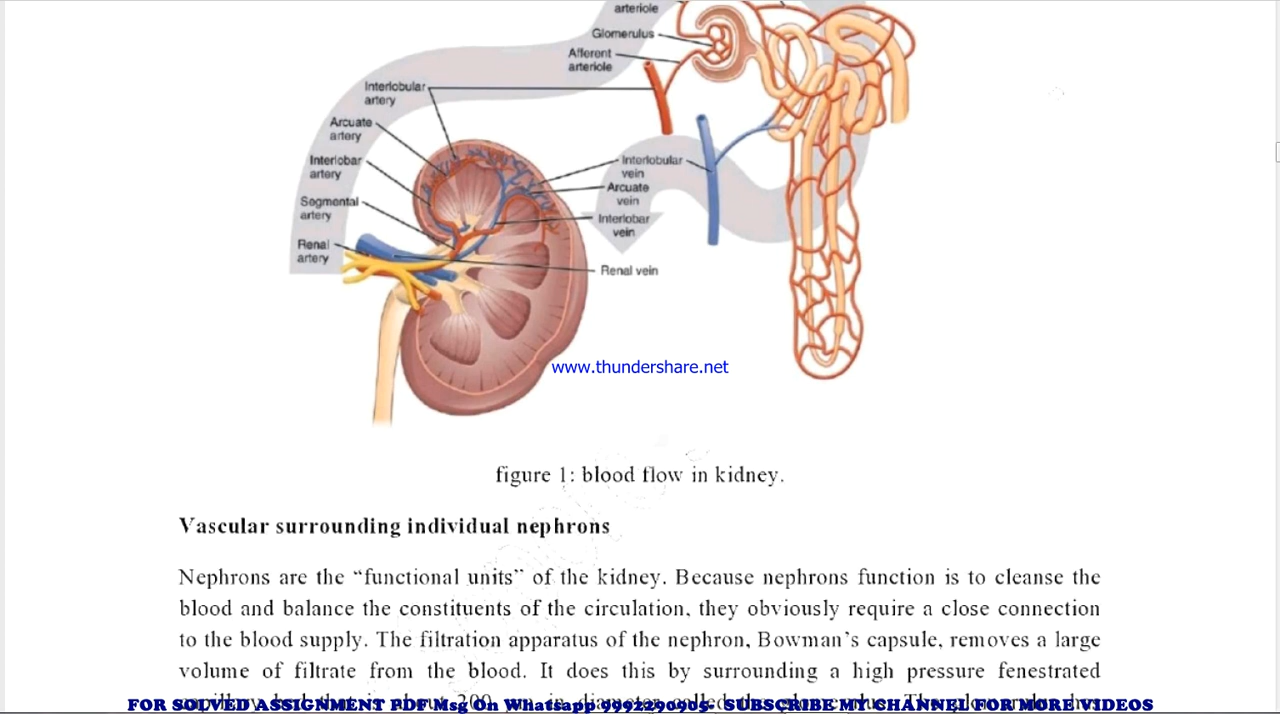 arteriole
Glomerulus
Afferent
arteriole
Interlobular
artery
Arcuate
artery
Interlobar
artery
Segmental
artery
Renal
artery
Interlobular
vein
Arcuate
vein
Interlobar
vein
Renal vein
www.thundershare.net
figure 1: blood flow in kidney.
Vascular surrounding individual nephrons
Nephrons are the “functional units” of the kidney. Because nephrons function is to cleanse the
blood and balance the constituents of the circulation, they obviously require a close connection
to the blood supply. The filtration apparatus of the nephron, Bowman’s capsule, removes a large
volume of filtrate from the blood. It does this by surrounding a high pressure fenestrated
FOR SOLVED ASSIGNMENT PDF Msg On Whatsapp 9992290905- SUBSCRIBE MY CHANNEL FOR MORE VIDEOS